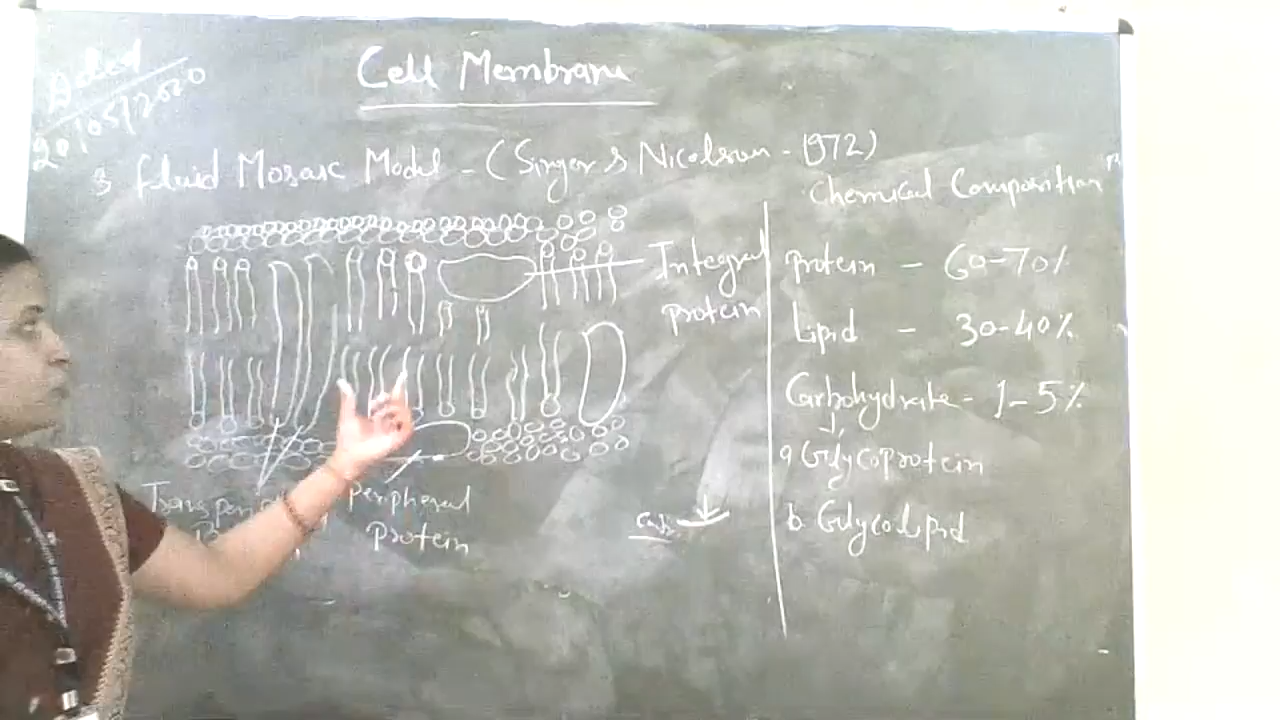 Dated
20/05/2020
Cell Membrane
3 Fluid Mosaic Model - (Singer & Nicolson - 1972)
Chemical Composition
Integral
protein
protein - 60-70%
Lipid - 30-40%
Carbohydrate - 1-5%
a Glycoprotein
b. Glycolipid
Peripheral
Protein